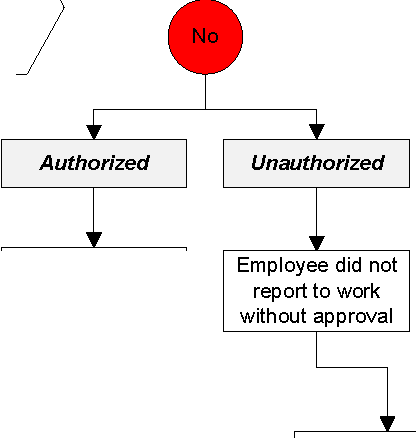 No
Authorized
Unauthorized
Employee did not
report to work
without approval